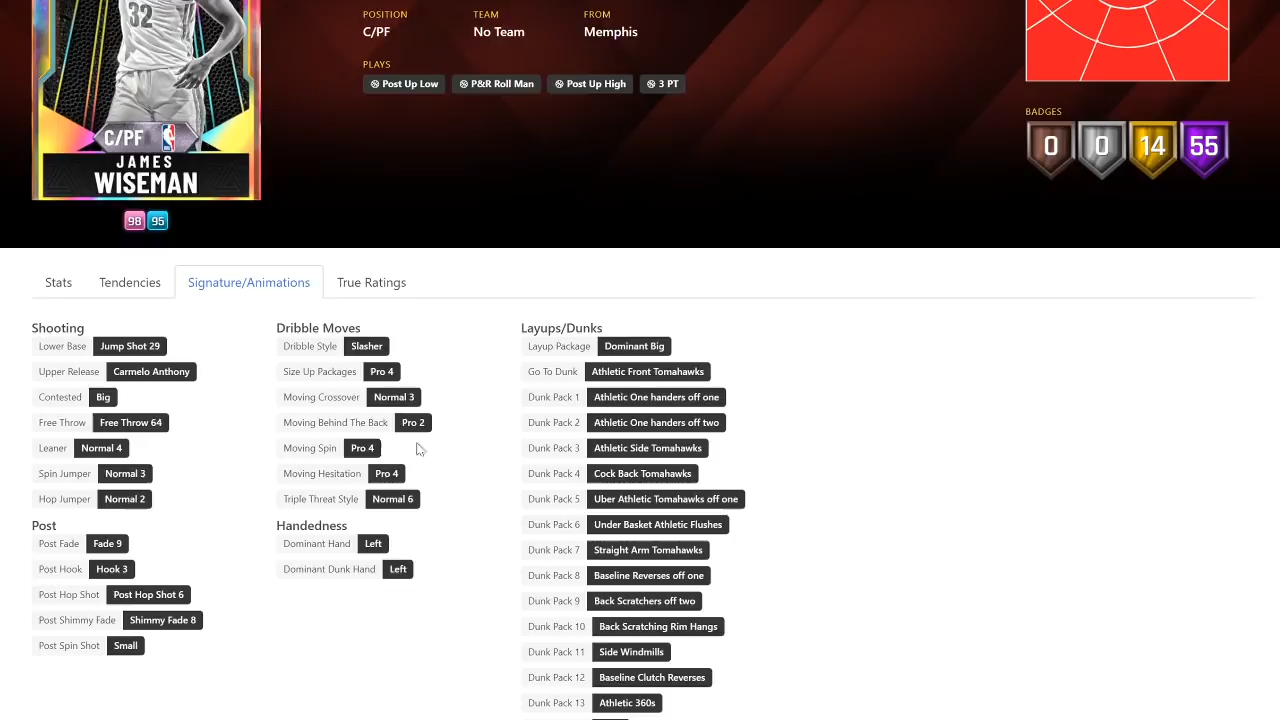 32
C/PF
JAMES
WISEMAN
98 95
POSITION TEAM FROM
C/PF No Team Memphis
PLAYS
Post Up Low P&R Roll Man Post Up High 3 PT
BADGES
0 0 14 55
Stats Tendencies Signature/Animations True Ratings
Shooting
Lower Base Jump Shot 29
Upper Release Carmelo Anthony
Contested Big
Free Throw Free Throw 64
Leaner Normal 4
Spin Jumper Normal 3
Hop Jumper Normal 2
Post
Post Fade Fade 9
Post Hook Hook 3
Post Hop Shot Post Hop Shot 6
Post Shimmy Fade Shimmy Fade 8
Post Spin Shot Small
Dribble Moves
Dribble Style Slasher
Size Up Packages Pro 4
Moving Crossover Normal 3
Moving Behind The Back Pro 2
Moving Spin Pro 4
Moving Hesitation Pro 4
Triple Threat Style Normal 6
Handedness
Dominant Hand Left
Dominant Dunk Hand Left
Layups/Dunks
Layup Package Dominant Big
Go To Dunk Athletic Front Tomahawks
Dunk Pack 1 Athletic One handers off one
Dunk Pack 2 Athletic One handers off two
Dunk Pack 3 Athletic Side Tomahawks
Dunk Pack 4 Cock Back Tomahawks
Dunk Pack 5 Uber Athletic Tomahawks off one
Dunk Pack 6 Under Basket Athletic Flushes
Dunk Pack 7 Straight Arm Tomahawks
Dunk Pack 8 Baseline Reverses off one
Dunk Pack 9 Back Scratchers off two
Dunk Pack 10 Back Scratching Rim Hangs
Dunk Pack 11 Side Windmills
Dunk Pack 12 Baseline Clutch Reverses
Dunk Pack 13 Athletic 360s